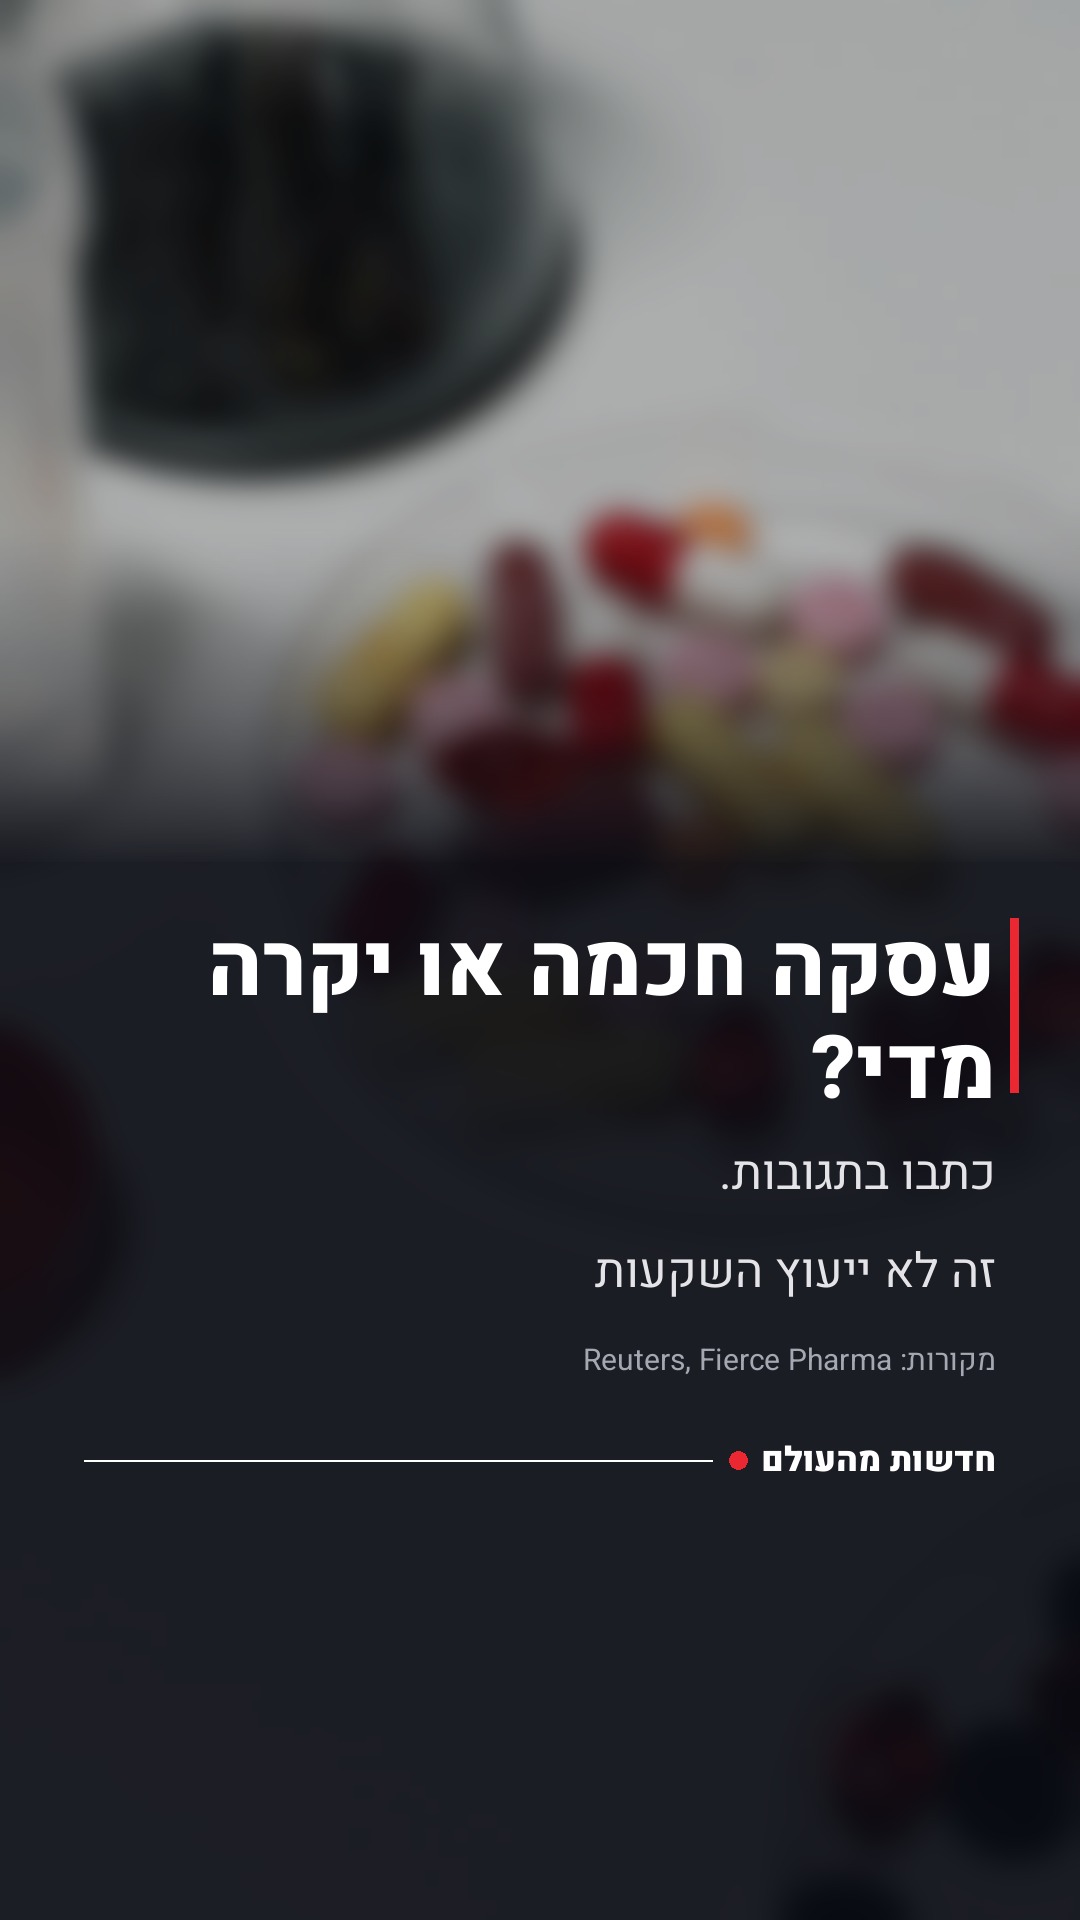 עסקה חכמה או יקרה
מדי?
כתבו בתגובות.
זה לא ייעוץ השקעות
מקורות: Reuters, Fierce Pharma
חדשות מהעולם